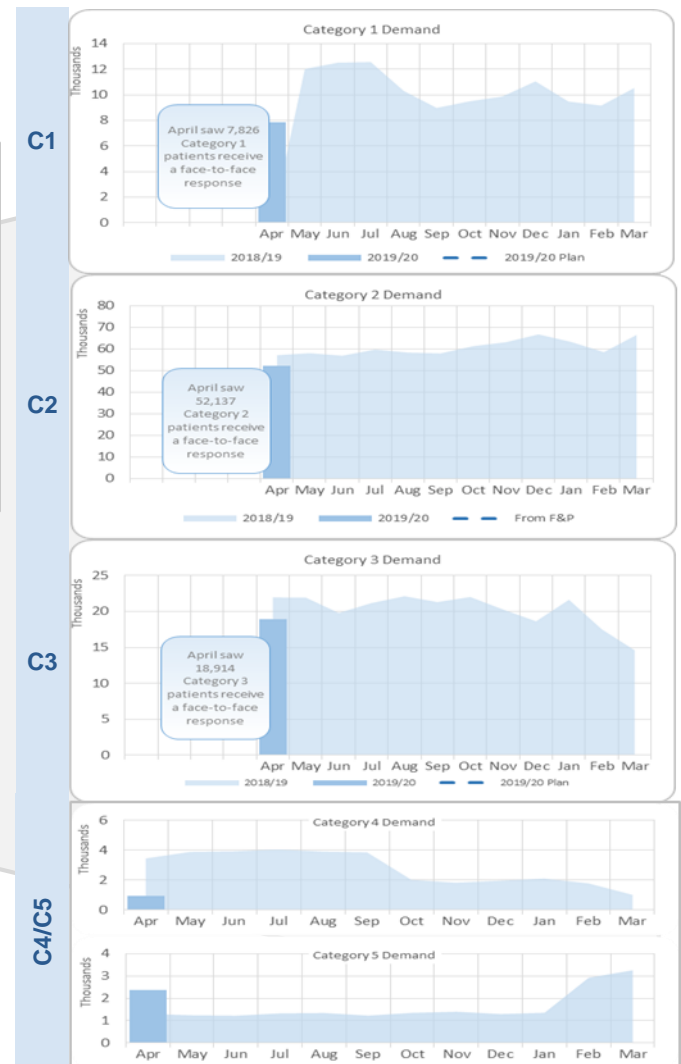 C1
Category 1 Demand
Thousands
14
12
10
8
6
4
2
0
April saw 7,826
Category 1
patients receive
a face-to-face
response
Apr May Jun Jul Aug Sep Oct Nov Dec Jan Feb Mar
2018/19 2019/20 2019/20 Plan
C2
Category 2 Demand
Thousands
80
70
60
50
40
30
20
10
0
April saw
52,137
Category 2
patients receive
a face-to-face
response
Apr May Jun Jul Aug Sep Oct Nov Dec Jan Feb Mar
2018/19 2019/20 From F&P
C3
Category 3 Demand
Thousands
25
20
15
10
5
0
April saw
18,914
Category 3
patients receive
a face-to-face
response
Apr May Jun Jul Aug Sep Oct Nov Dec Jan Feb Mar
2018/19 2019/20 2019/20 Plan
C4/C5
Category 4 Demand
Thousands
6
4
2
0
Apr May Jun Jul Aug Sep Oct Nov Dec Jan Feb Mar
Category 5 Demand
Thousands
4
3
2
1
0
Apr May Jun Jul Aug Sep Oct Nov Dec Jan Feb Mar